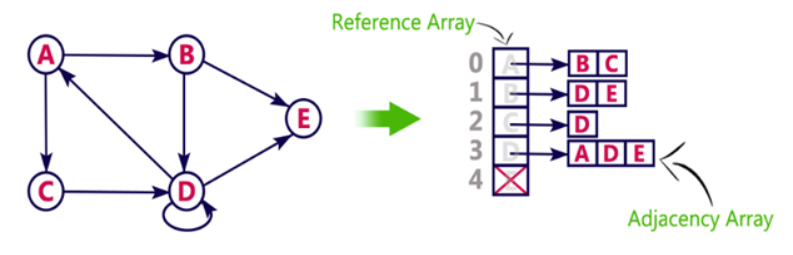 Reference Array
A B
E
C D
0 A B C
1 B D E
2 C D
3 D A D E
4
Adjacency Array